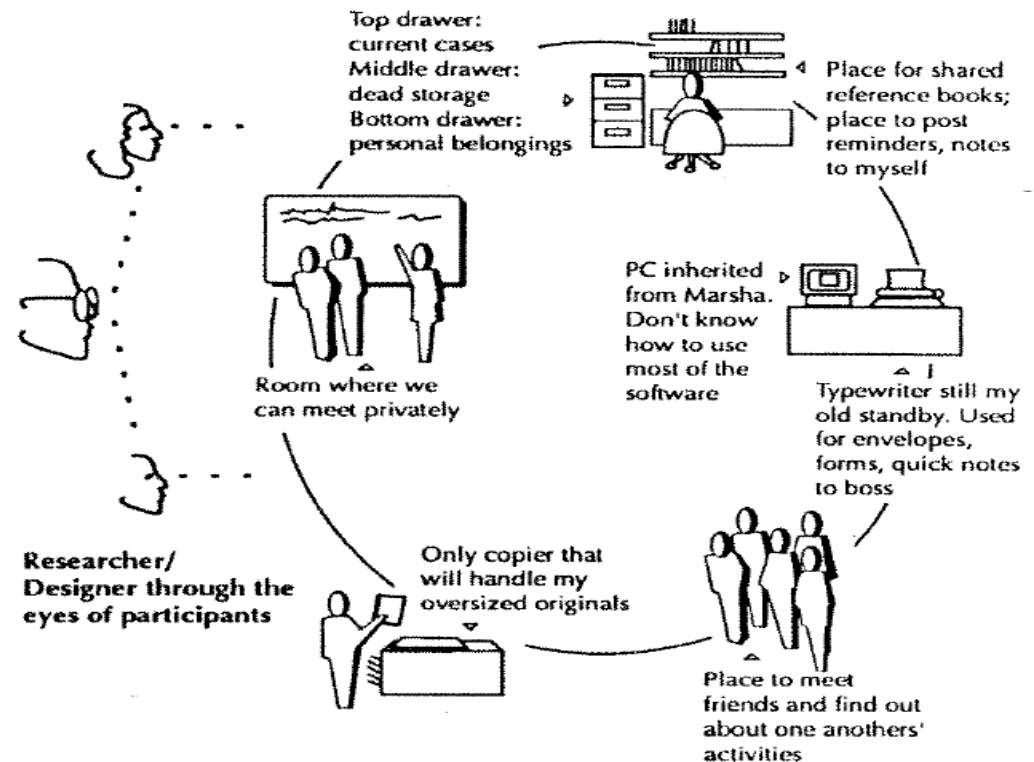 Top drawer:
current cases
Middle drawer:
dead storage
Bottom drawer:
personal belongings
Place for shared
reference books;
place to post
reminders, notes
to myself
PC inherited
from Marsha.
Don't know
how to use
most of the
software
Typewriter still my
old standby. Used
for envelopes,
forms, quick notes
to boss
Room where we
can meet privately
Researcher/
Designer through the
eyes of participants
Only copier that
will handle my
oversized originals
Place to meet
friends and find out
about one anothers'
activities